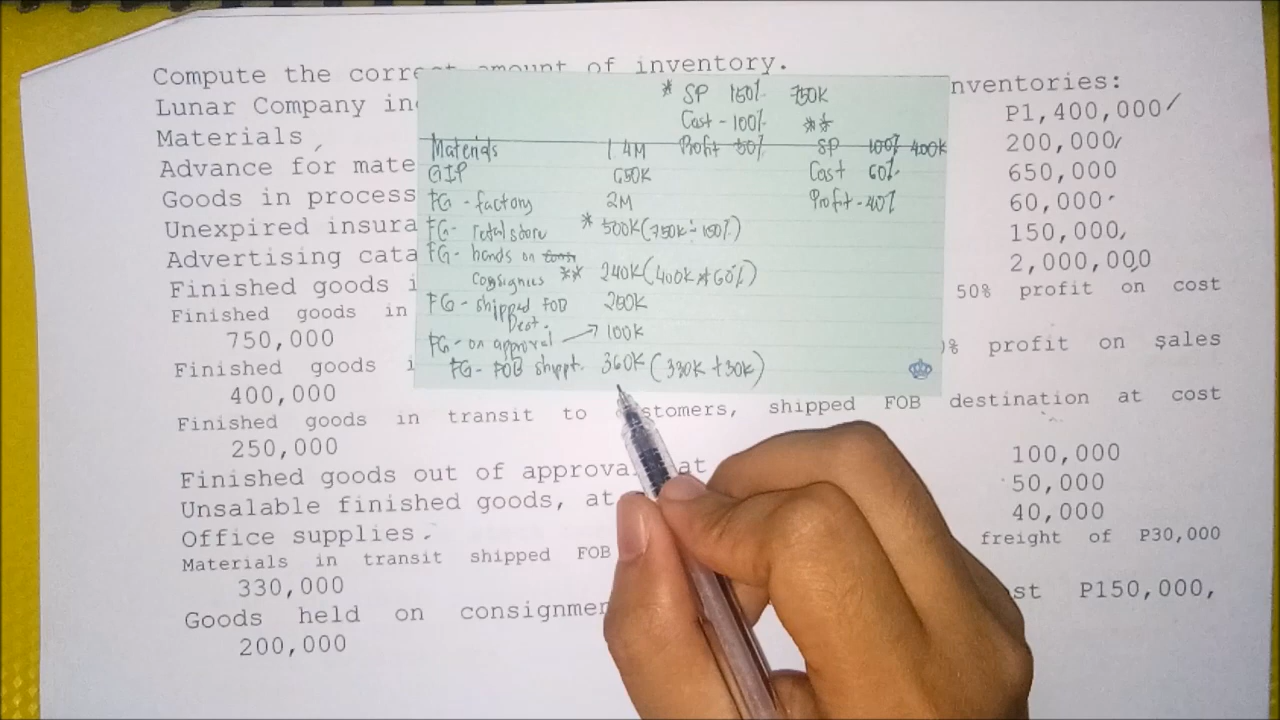 Compute the corre amount of inventory.
Lunar Company in nventories:
Materials P1,400,000
Advance for mate 200,000
Goods in process 650,000
Unexpired insura 60,000
Advertising cata 150,000
Finished goods i 2,000,000
Finished goods in 50% profit on cost
750,000
Finished goods i % profit on sales
400,000
Finished goods in transit to customers, shipped FOB destination at cost
250,000
Finished goods out of approva at 100,000
Unsalable finished goods, at 50,000
Office supplies 40,000
Materials in transit shipped FOB freight of P30,000
330,000
Goods held on consignmen st P150,000,
200,000
* SP 150% 750K
Cost - 100% **
Materials 1.4M Profit 50% SP 100% 400K
GIP 650K Cost 60%
FG - factory 2M Profit - 40%
FG - retail store * 500K (750K ÷ 150%)
FG - hands on
Consignees ** 240K (400K * 60%)
FG - shipped FOB 250K
Dest.
FG - on approval → 100K
FG - FOB shippt. 360K (330K + 30K)